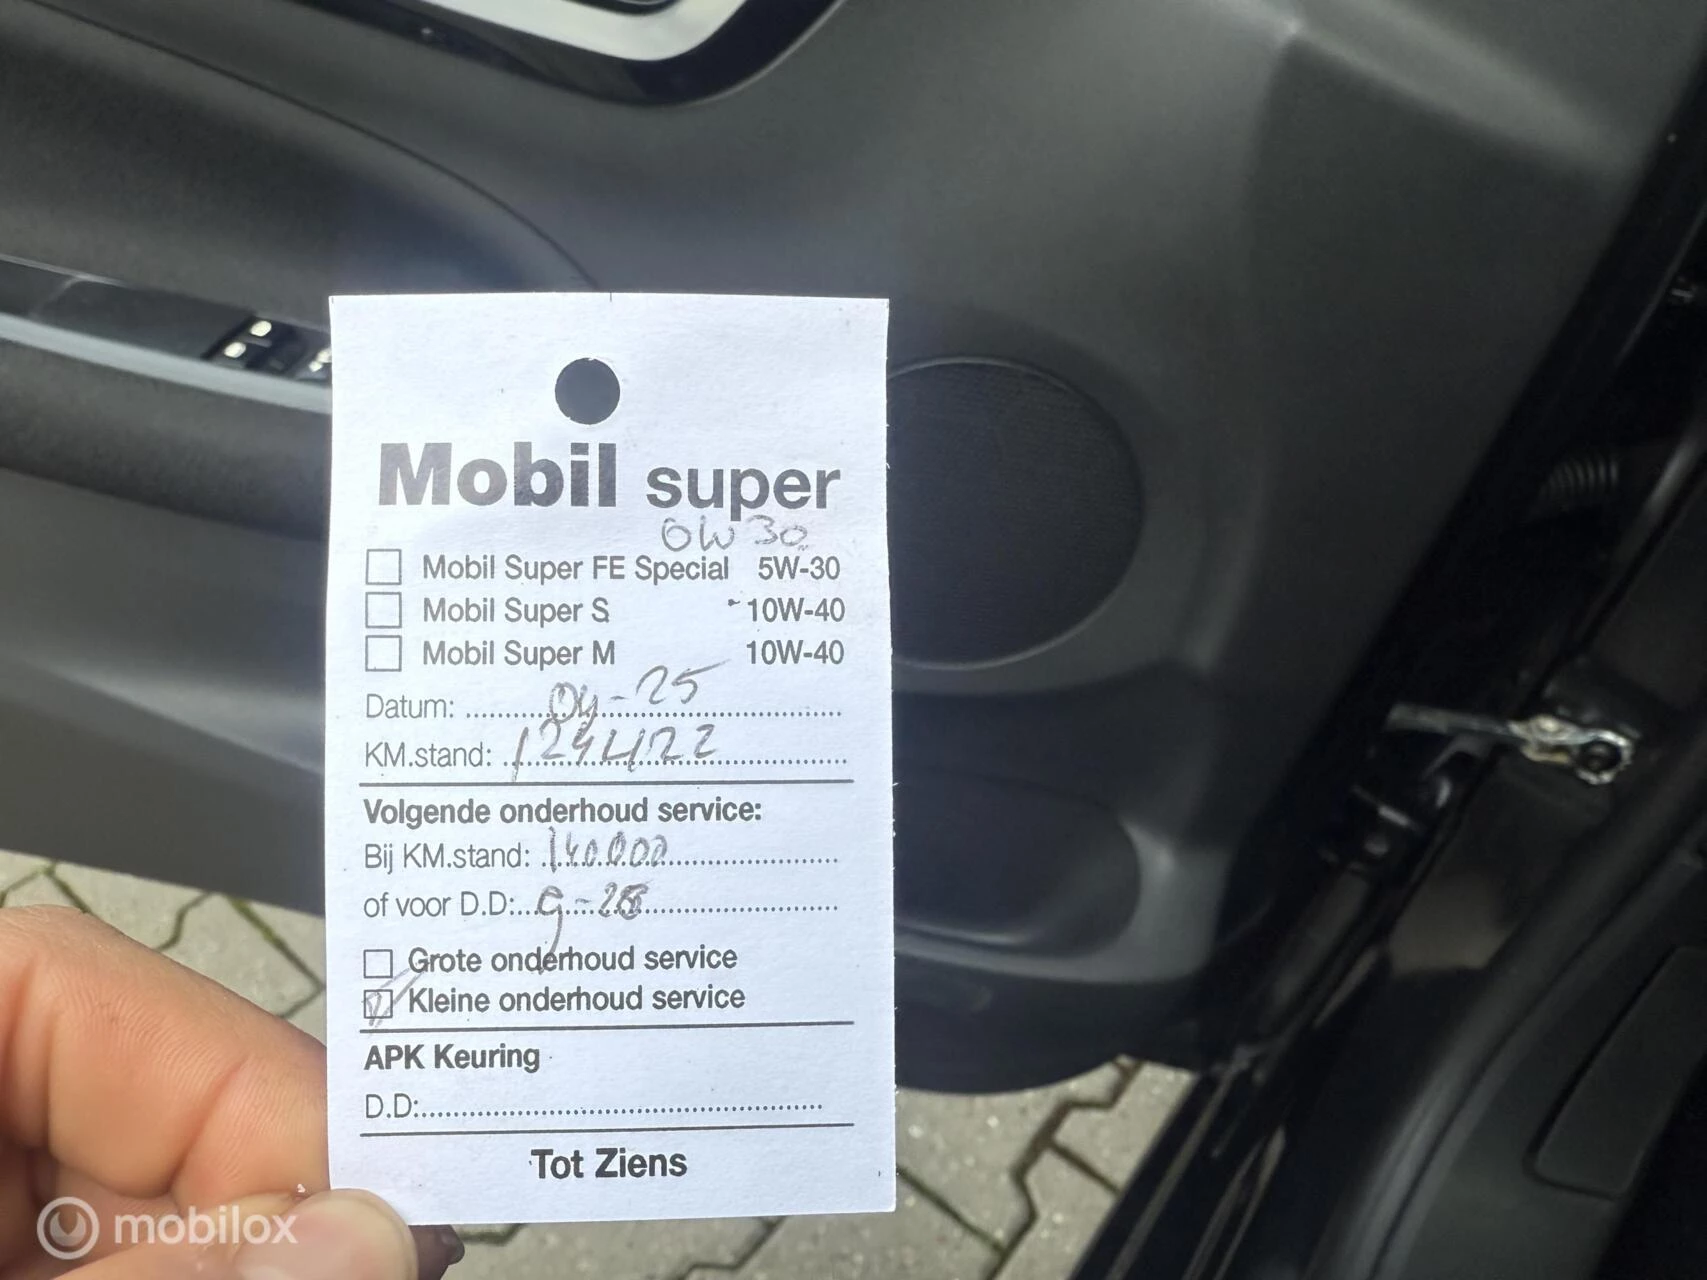 Mobil super
0W30
Mobil Super FE Special 5W-30
Mobil Super S 10W-40
Mobil Super M 10W-40
Datum: 04-25
KM.stand: 124422
Volgende onderhoud service:
Bij KM.stand: 140.000
of voor D.D:
Grote onderhoud service
Kleine onderhoud service
APK Keuring
D.D:
Tot Ziens
mobilox